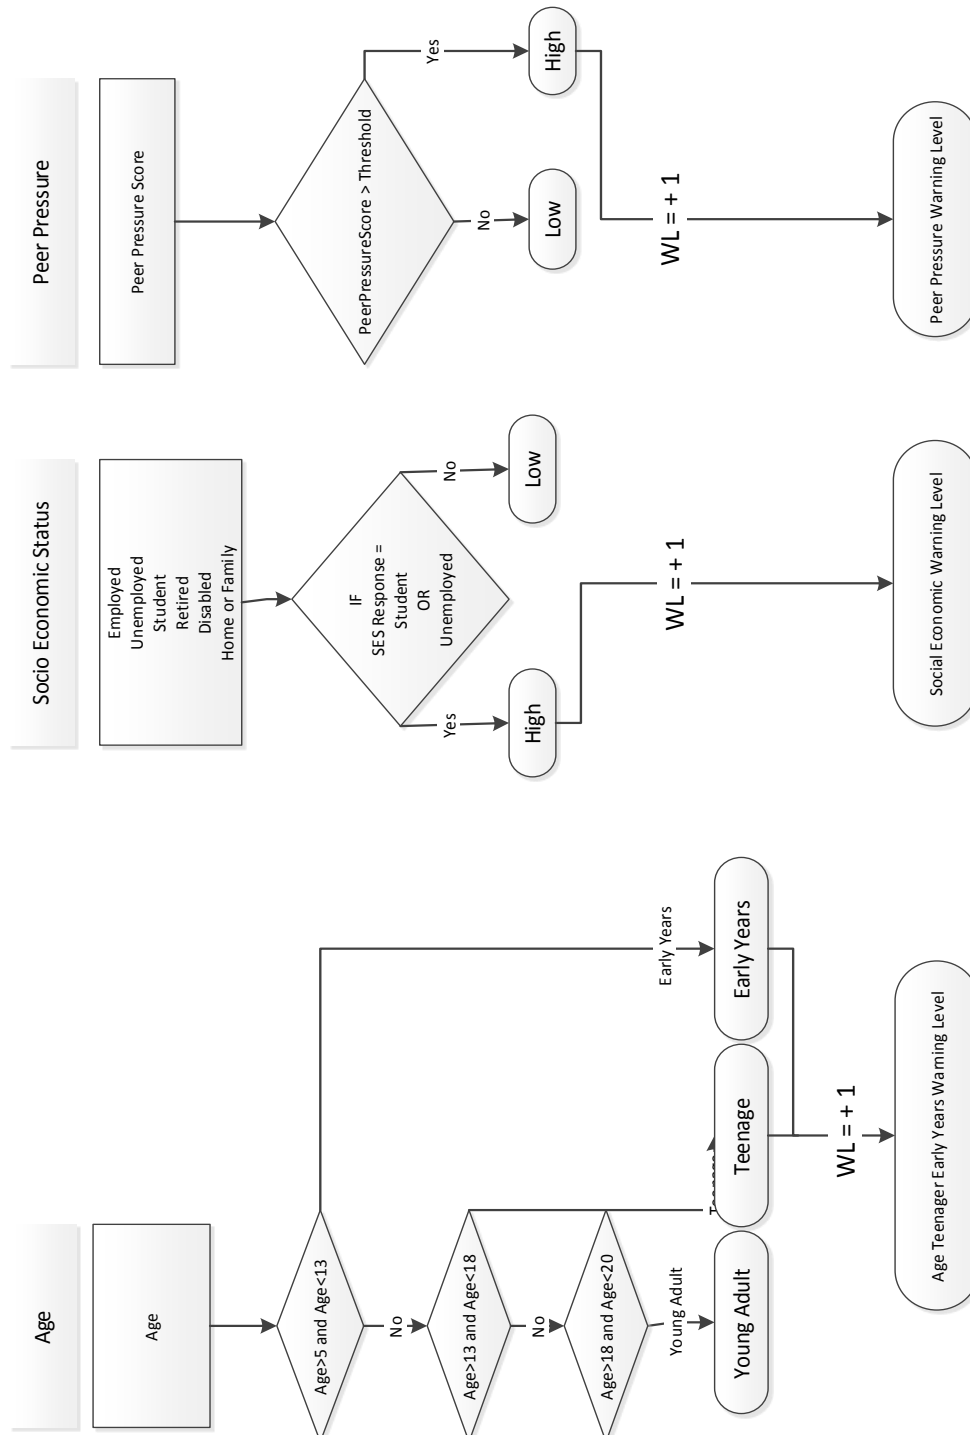 Age
Age
Age>5 and Age<13
No
Age>13 and Age<18
No
Age>18 and Age<20
Young Adult
Early Years
Young Adult
Teenage
Early Years
WL = + 1
Age Teenager Early Years Warning Level
Socio Economic Status
Employed
Unemployed
Student
Retired
Disabled
Home or Family
IF
SES Response =
Student
OR
Unemployed
Yes
No
High
Low
WL = + 1
Social Economic Warning Level
Peer Pressure
Peer Pressure Score
PeerPressureScore > Threshold
No
Yes
Low
High
WL = + 1
Peer Pressure Warning Level